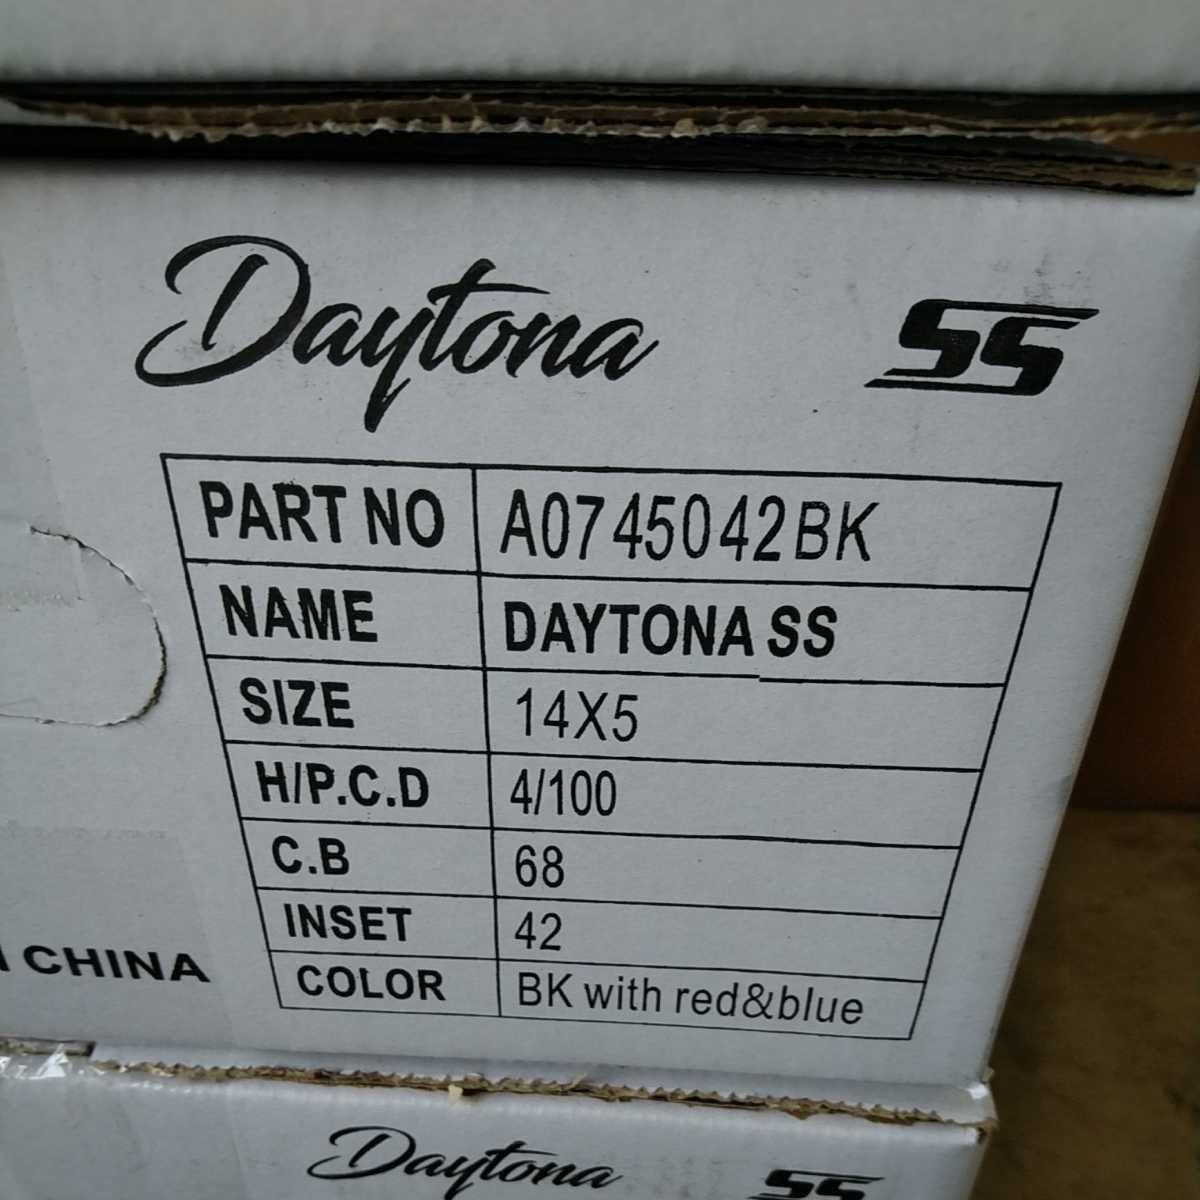 Daytona SS
PART NO A0745042BK
NAME DAYTONA SS
SIZE 14X5
H/P.C.D 4/100
C.B 68
INSET 42
COLOR BK with red&blue
CHINA
Daytona SS